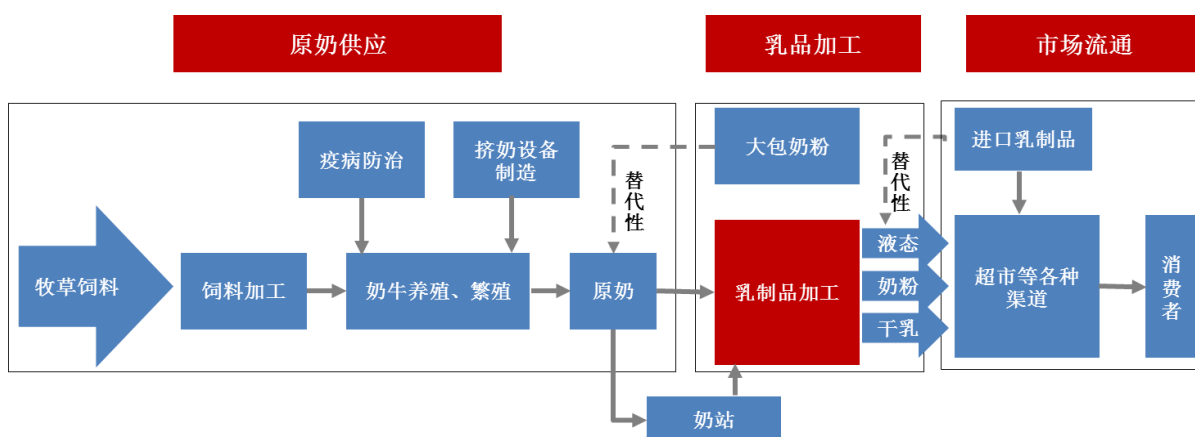 原奶供应
乳品加工
市场流通
疫病防治
挤奶设备
制造
替代性
大包奶粉
替代性
进口乳制品
牧草饲料
饲料加工
奶牛养殖、繁殖
原奶
乳制品加工
液态
奶粉
干乳
超市等各种
渠道
消费者
奶站